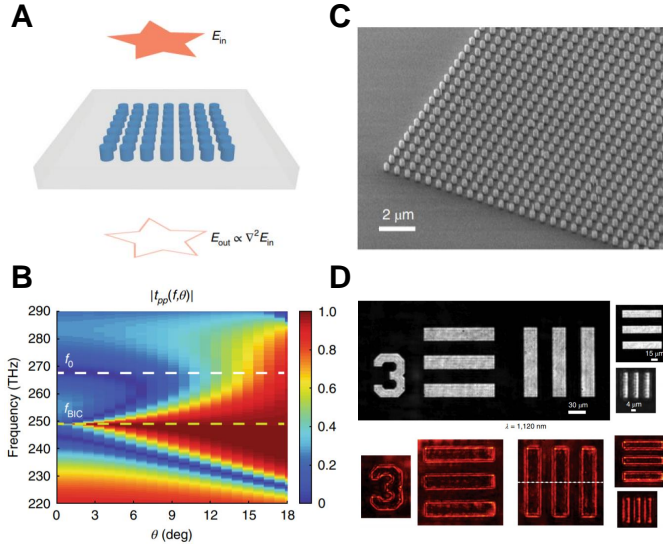 A
E_in
E_out ∝ ∇²E_in
C
2 μm
B
|t_pp(f,θ)|
290
280
270
260
250
240
230
220
f_0
f_BIC
Frequency (THz)
0
3
6
9
12
15
18
θ (deg)
1.0
0.8
0.6
0.4
0.2
0
D
3
30 μm
15 μm
4 μm
λ = 1,120 nm
3